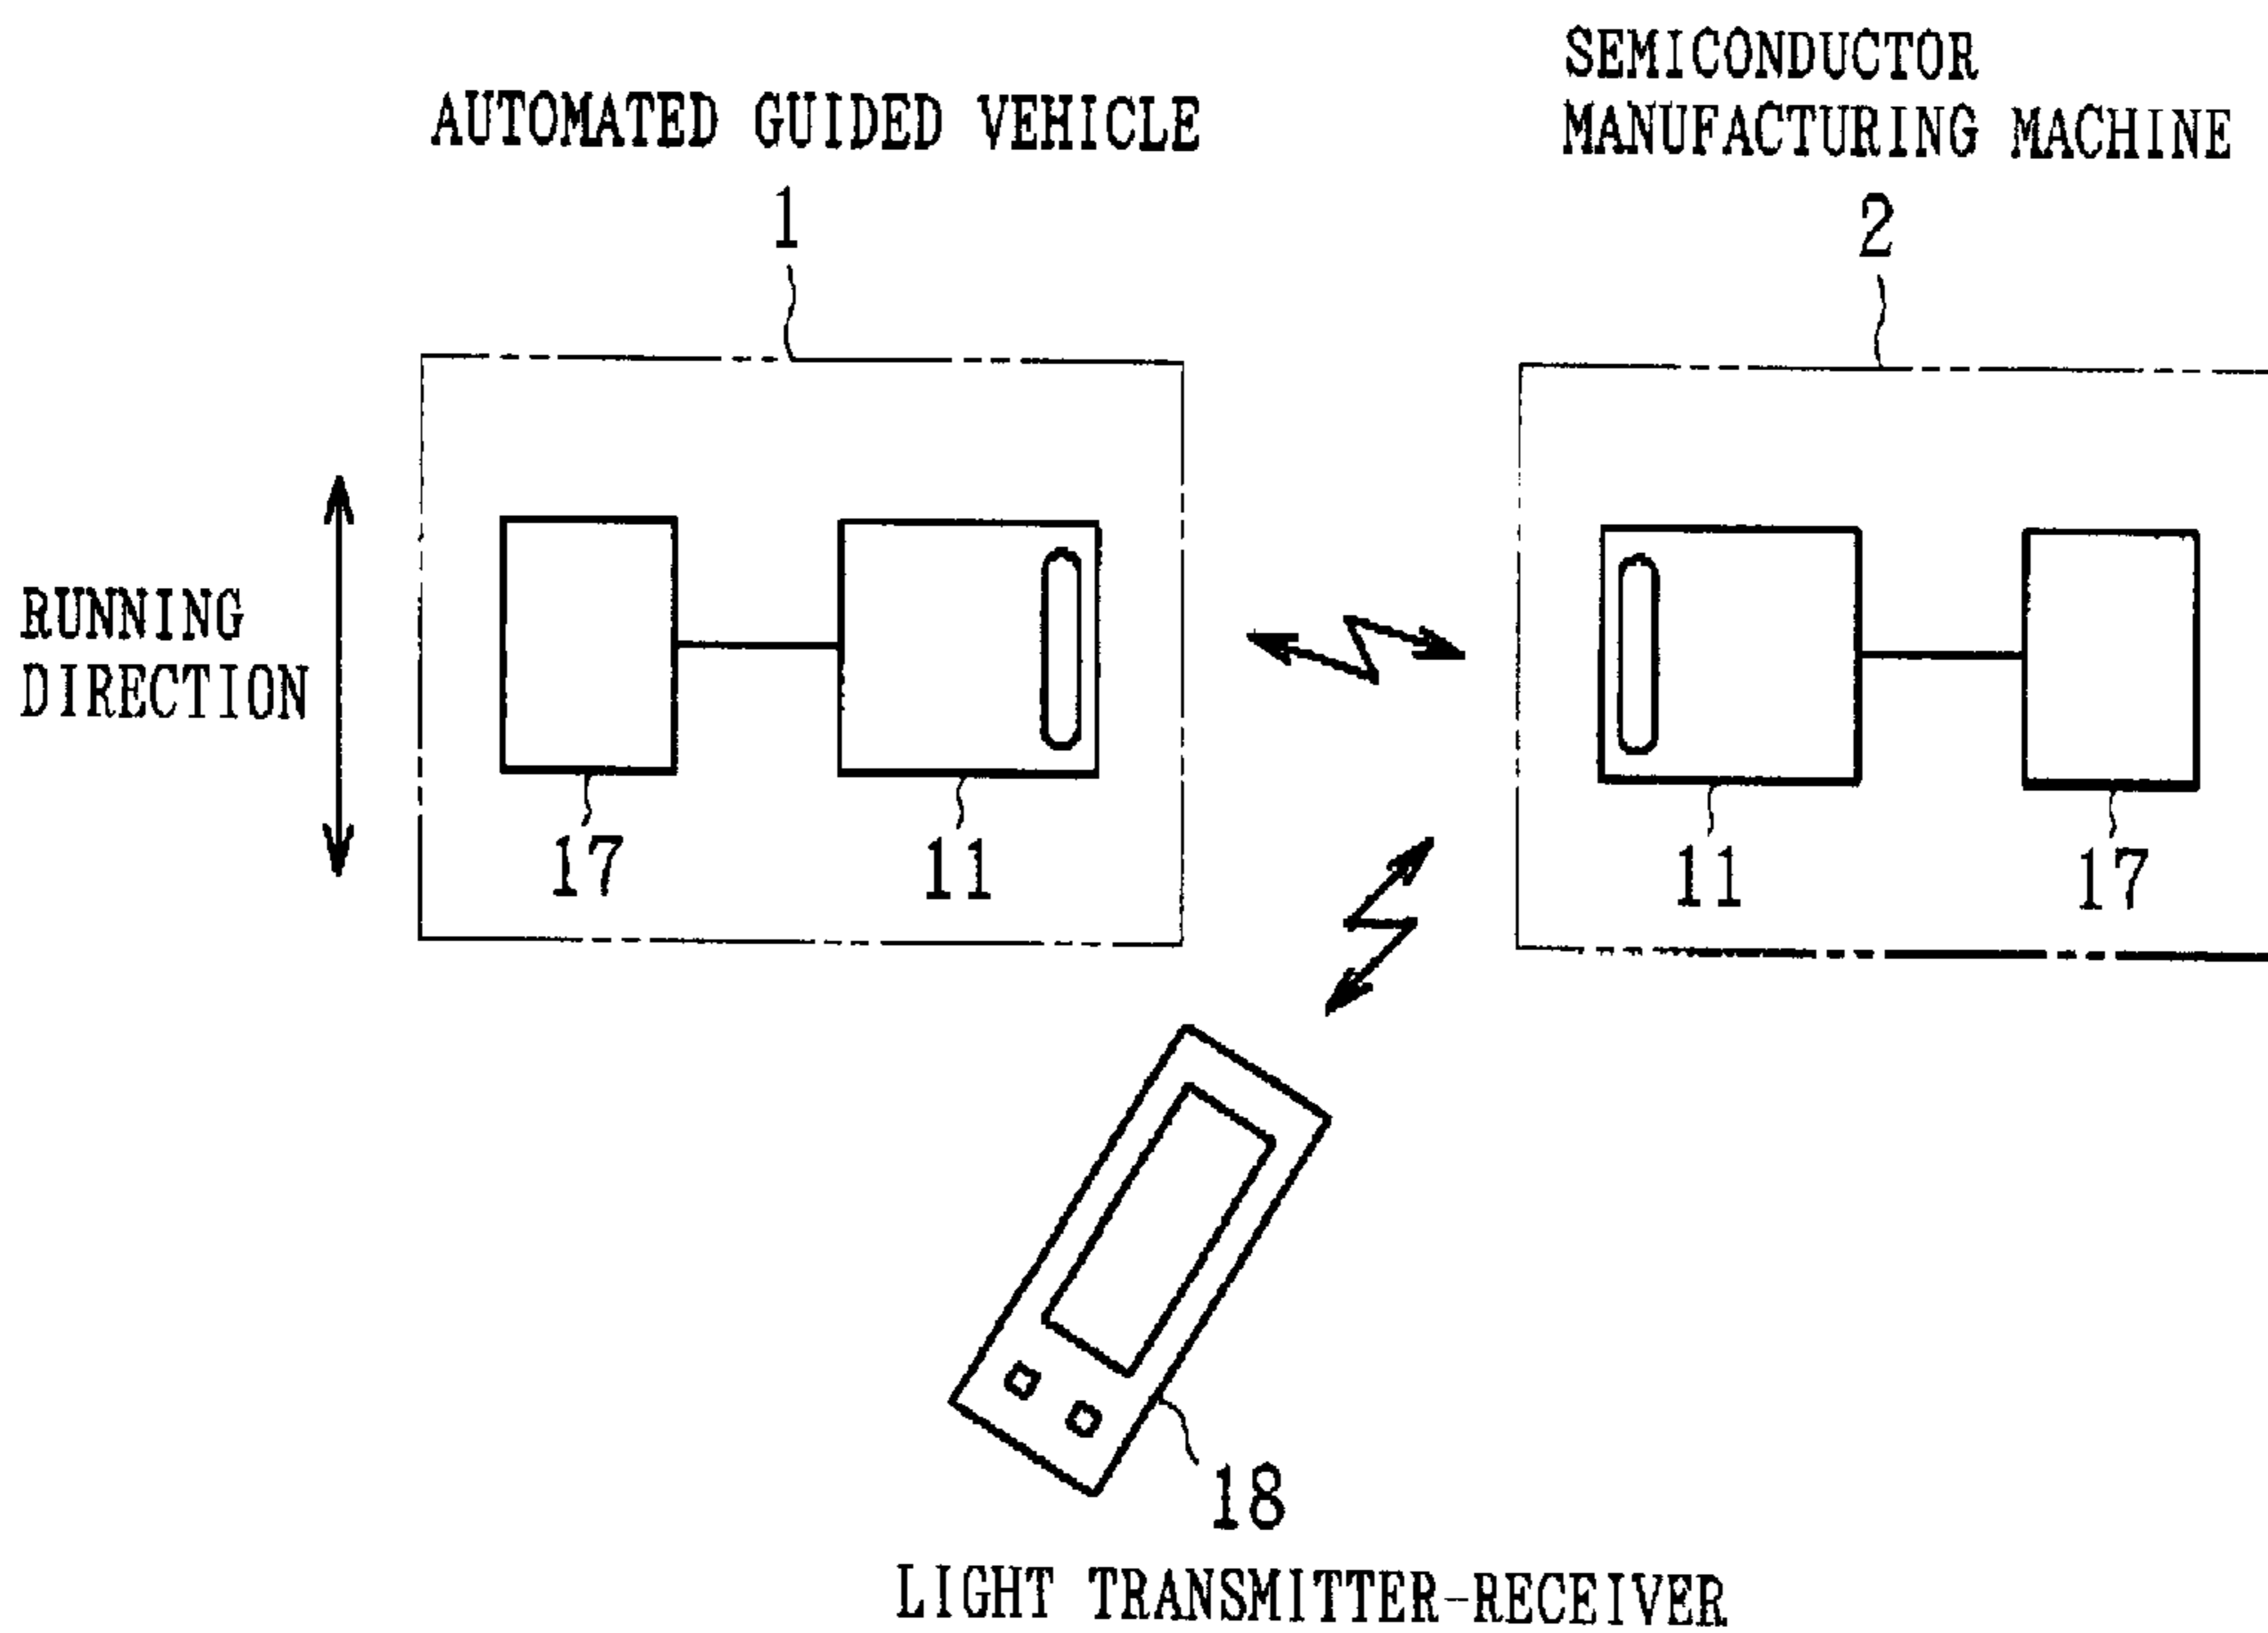 AUTOMATED GUIDED VEHICLE
1
SEMICONDUCTOR
MANUFACTURING MACHINE
2
RUNNING
DIRECTION
17
11
11
17
18
LIGHT TRANSMITTER-RECEIVER